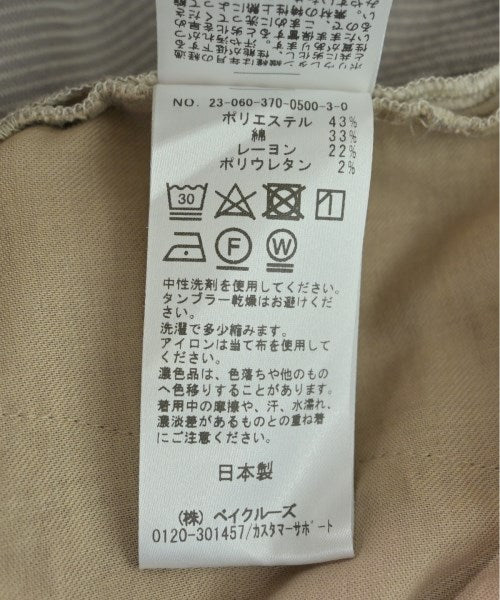 NO. 23-060-370-0500-3-0
ポリエステル 43%
綿 33%
レーヨン 22%
ポリウレタン 2%
30
F W
中性洗剤を使用してください。
タンブラー乾燥はお避けくだ
さい。
洗濯で多少縮みます。
アイロンは当て布を使用して
ください。
濃色品は、色落ちや他のもの
へ色移りすることがあります。
着用中の摩擦や、汗、水濡れ、
濃淡差があるものとの重ね着
にご注意ください。
日本製
(株) ベイクルーズ
0120-301457/カスタマーサポート